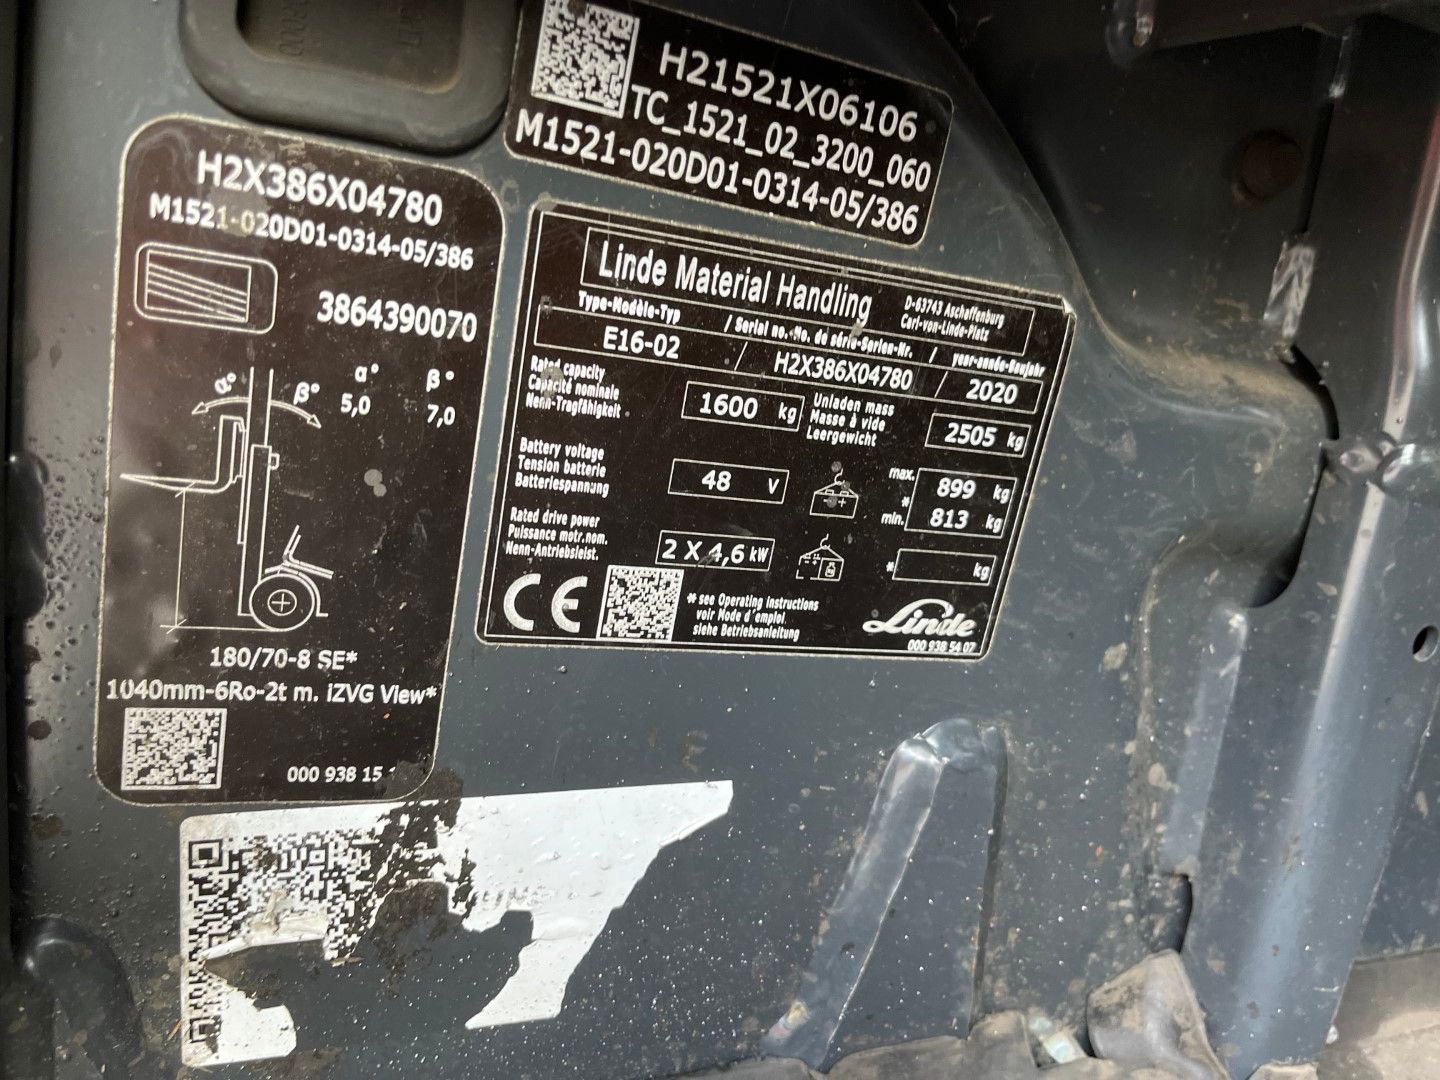 H21521X06106
TC_1521_02_3200_060
M1521-020D01-0314-05/386
H2X386X04780
M1521-020D01-0314-05/386
3864390070
α° β° α° β°
5,0 7,0
180/70-8 SE*
1040mm-6Ro-2t m. iZVG View*
000 938 15
Linde Material Handling
D-63743 Aschaffenburg
Carl-von-Linde-Platz
Type-Modèle-Typ / Serial no.-No. de série-Serien-Nr. / year-année-Baujahr
E16-02 / H2X386X04780 / 2020
Rated capacity
Capacité nominale
Nenn-Tragfähigkeit
1600 kg
Unladen mass
Masse à vide
Leergewicht
2505 kg
Battery voltage
Tension batterie
Batteriespannung
48 V
max. 899 kg
*
min. 813 kg
Rated drive power
Puissance motr.nom.
Nenn-Antriebsleist.
2 X 4,6 kW
* kg
CE
* see Operating instructions
voir Mode d'emploi
siehe Betriebsanleitung
Linde
000 938 54 07